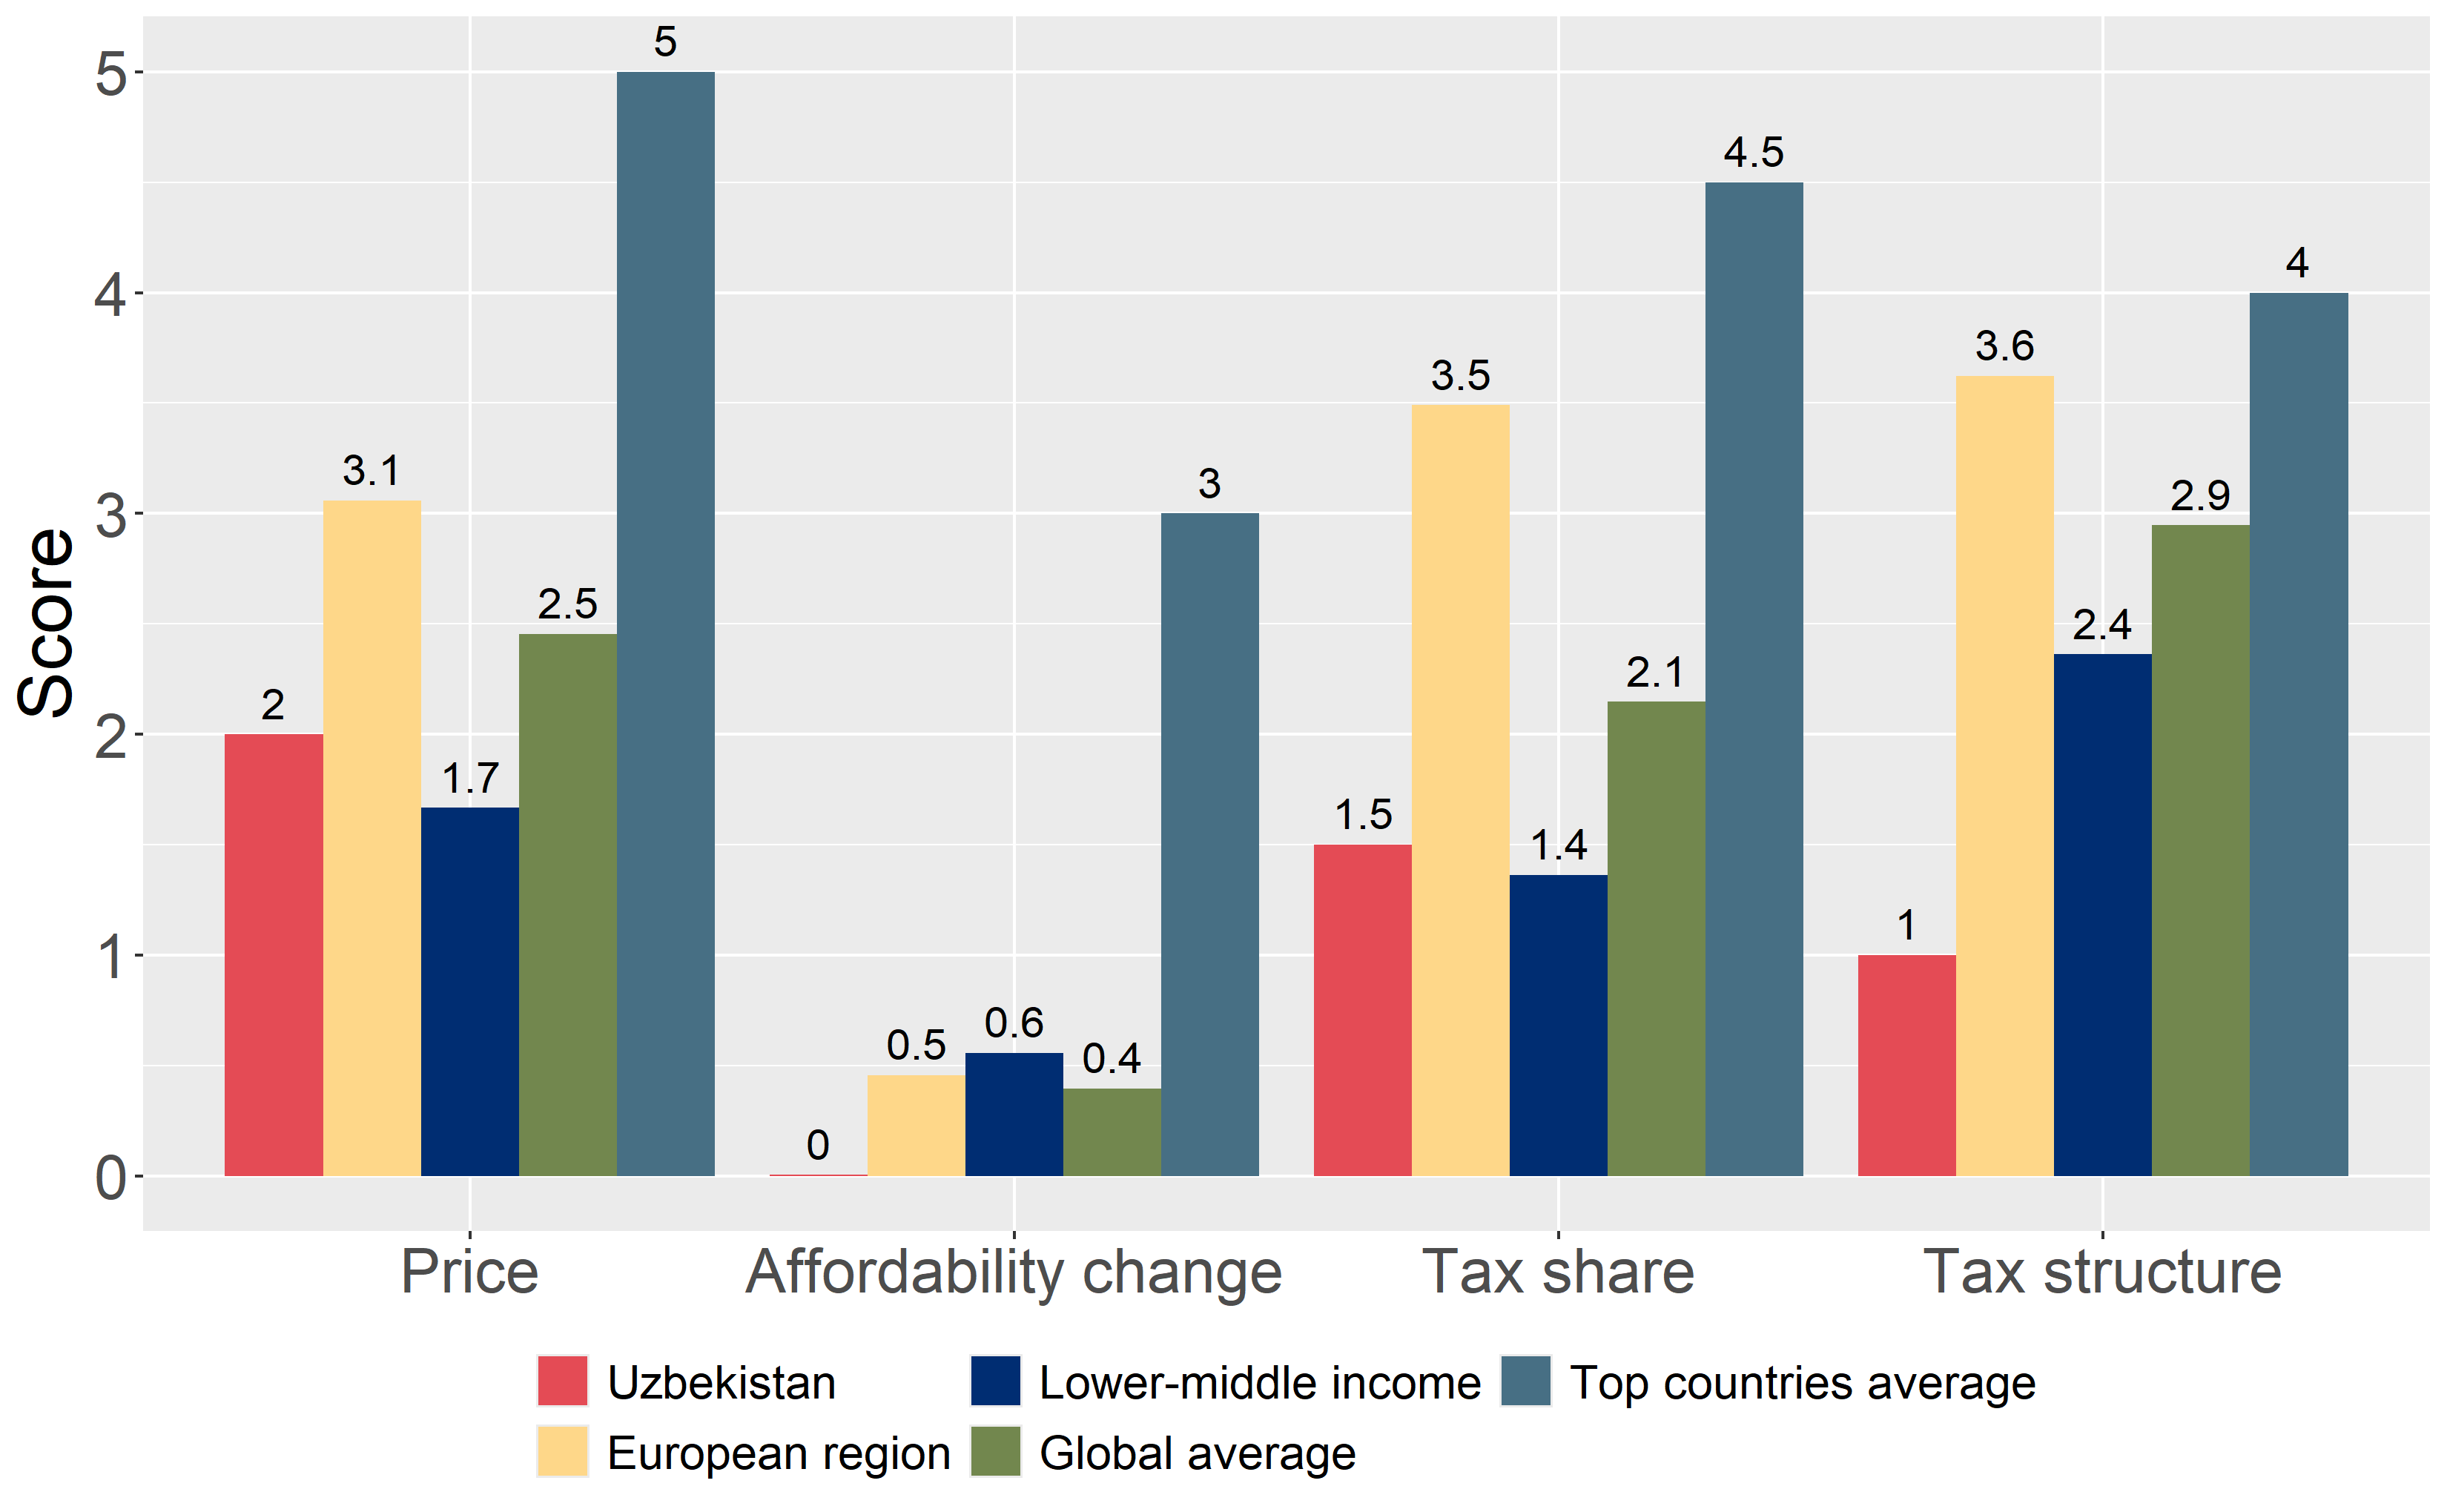 Score
5
4
3
2
1
0
2
3.1
1.7
2.5
5
0
0.5
0.6
0.4
3
1.5
3.5
1.4
2.1
4.5
1
3.6
2.4
2.9
4
Price
Affordability change
Tax share
Tax structure
Uzbekistan
Lower-middle income
Top countries average
European region
Global average